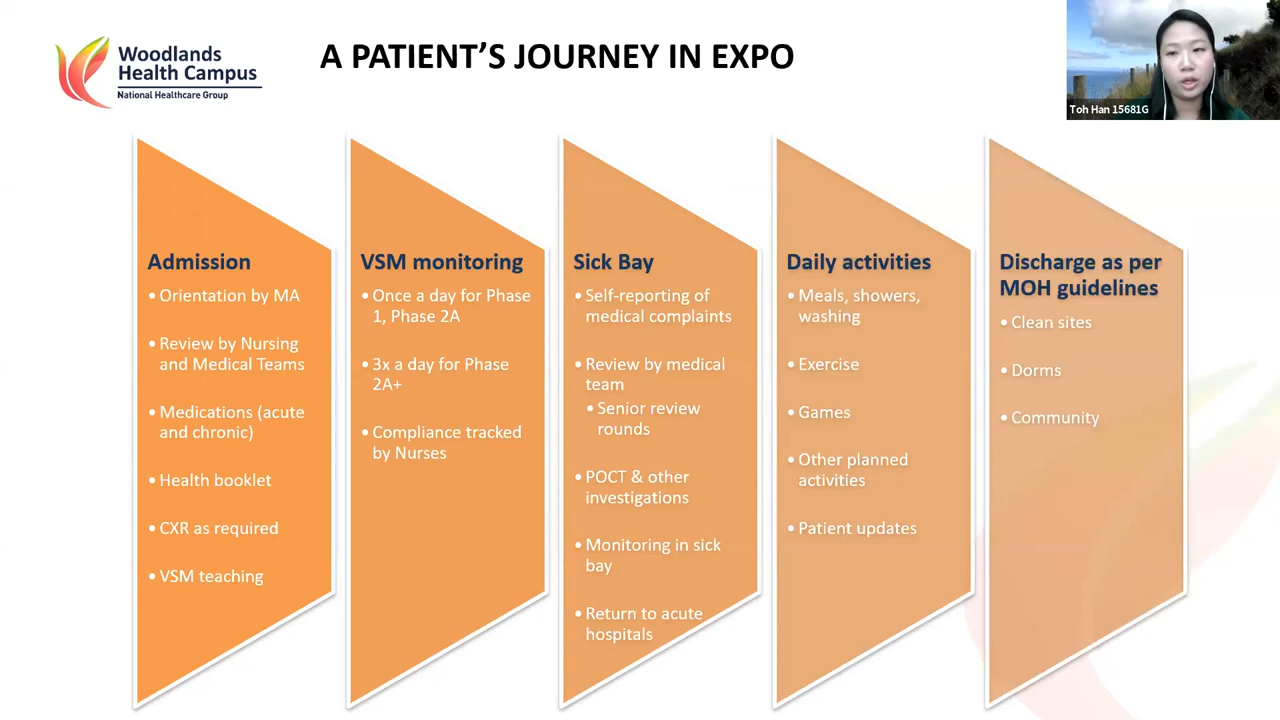 Woodlands
Health Campus
National Healthcare Group
A PATIENT’S JOURNEY IN EXPO
Toh Han 15681G
Admission
• Orientation by MA
• Review by Nursing
and Medical Teams
• Medications (acute
and chronic)
• Health booklet
• CXR as required
• VSM teaching
VSM monitoring
• Once a day for Phase
1, Phase 2A
• 3x a day for Phase
2A+
• Compliance tracked
by Nurses
Sick Bay
• Self-reporting of
medical complaints
• Review by medical
team
• Senior review
rounds
• POCT & other
investigations
• Monitoring in sick
bay
• Return to acute
hospitals
Daily activities
• Meals, showers,
washing
• Exercise
• Games
• Other planned
activities
• Patient updates
Discharge as per
MOH guidelines
• Clean sites
• Dorms
• Community